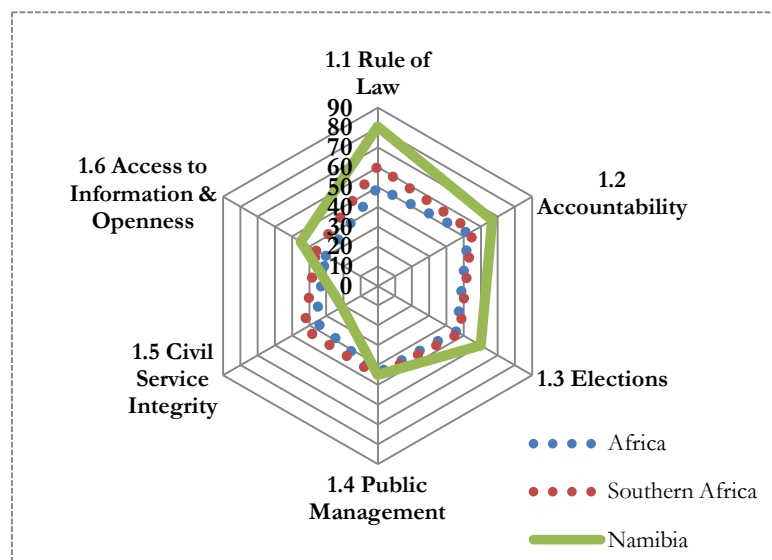 1.1 Rule of
Law
90
80
70
60
50
40
30
20
10
0
1.2
Accountability
1.3 Elections
1.4 Public
Management
1.5 Civil
Service
Integrity
1.6 Access to
Information &
Openness
Africa
Southern Africa
Namibia